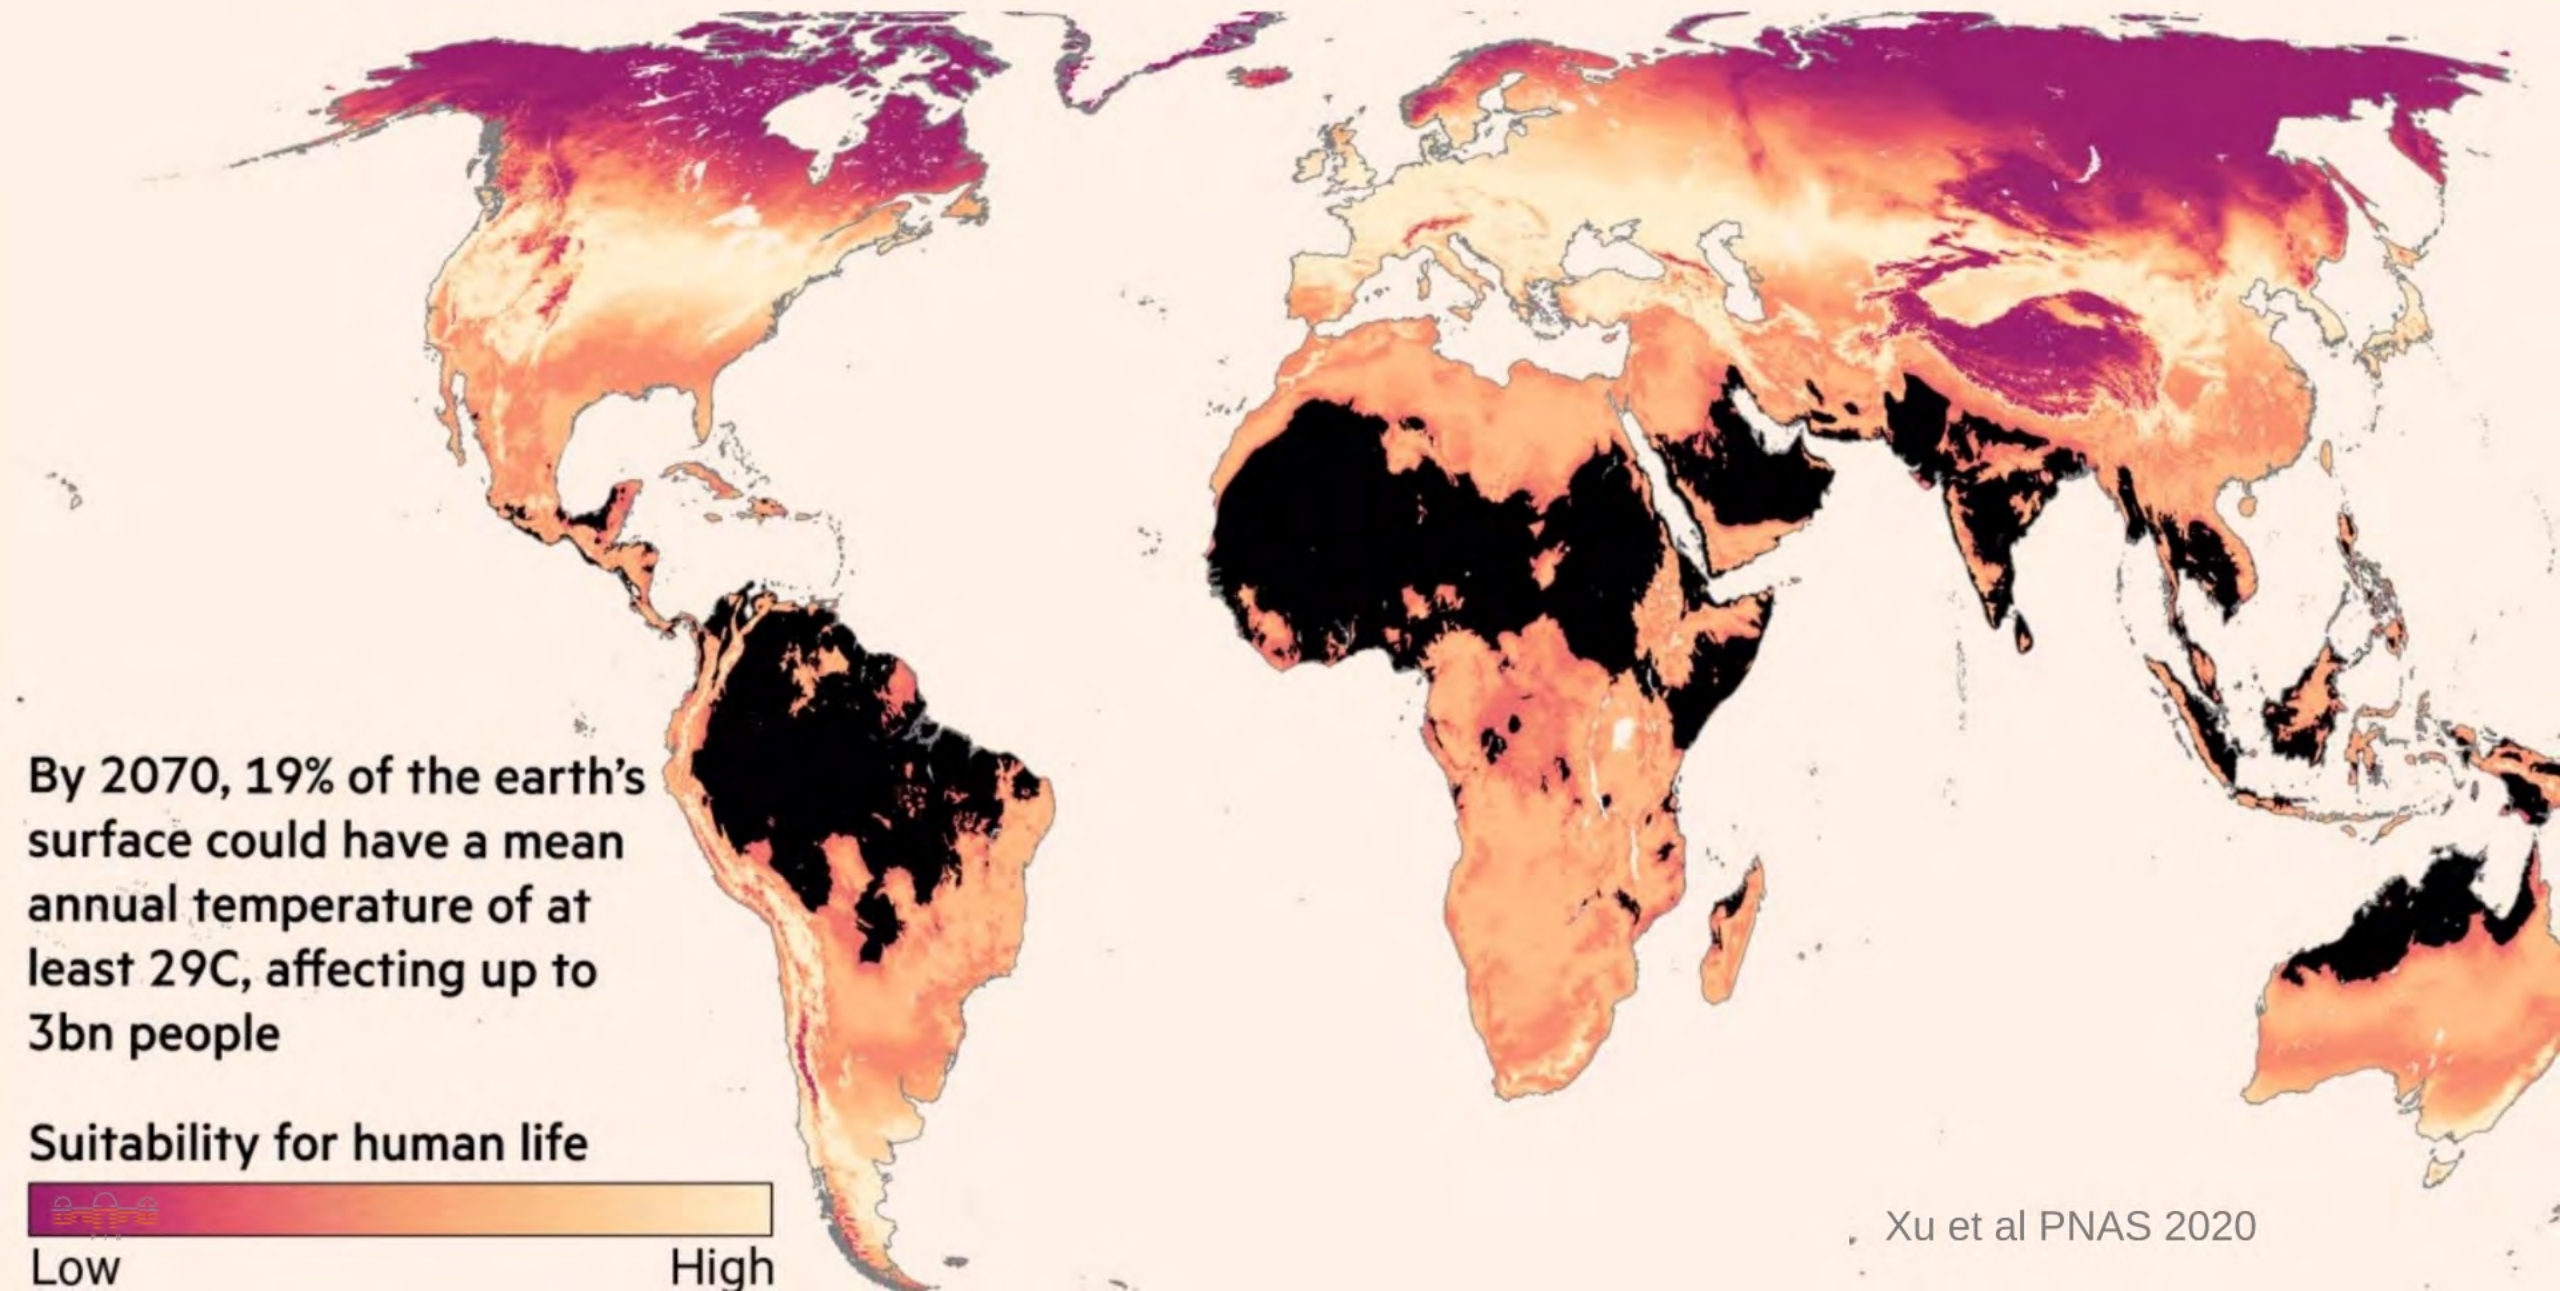 By 2070, 19% of the earth’s
surface could have a mean
annual temperature of at
least 29C, affecting up to
3bn people
Suitability for human life
Low High
Xu et al PNAS 2020